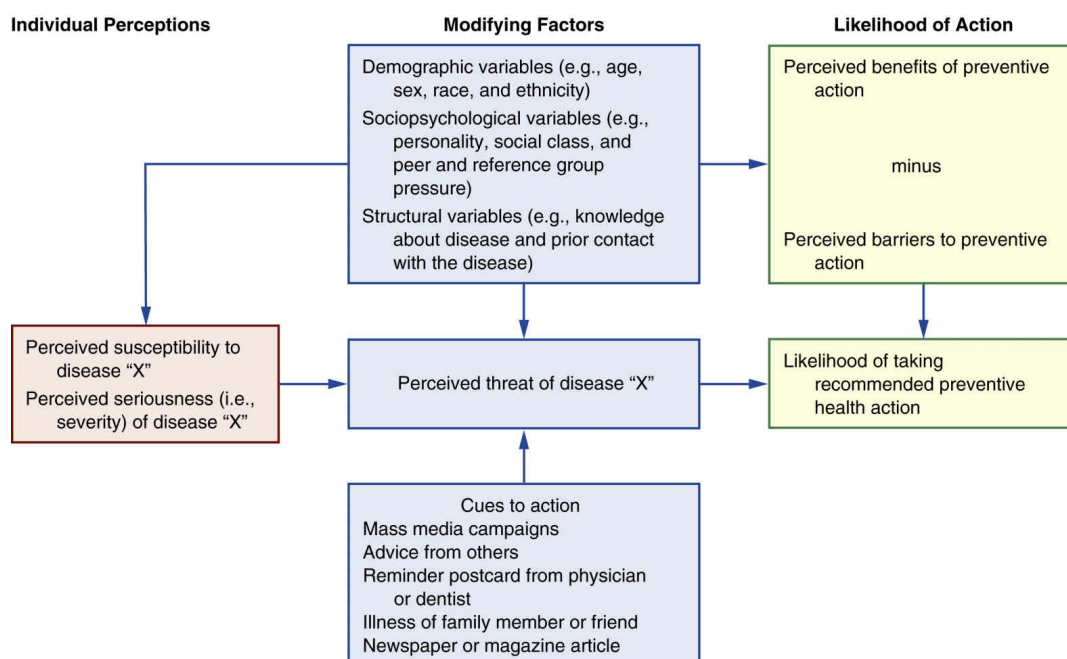 Individual Perceptions
Modifying Factors
Likelihood of Action
Demographic variables (e.g., age,
sex, race, and ethnicity)
Sociopsychological variables (e.g.,
personality, social class, and
peer and reference group
pressure)
Structural variables (e.g., knowledge
about disease and prior contact
with the disease)
Perceived benefits of preventive
action
minus
Perceived barriers to preventive
action
Perceived susceptibility to
disease “X”
Perceived seriousness (i.e.,
severity) of disease “X”
Perceived threat of disease “X”
Likelihood of taking
recommended preventive
health action
Cues to action
Mass media campaigns
Advice from others
Reminder postcard from physician
or dentist
Illness of family member or friend
Newspaper or magazine article